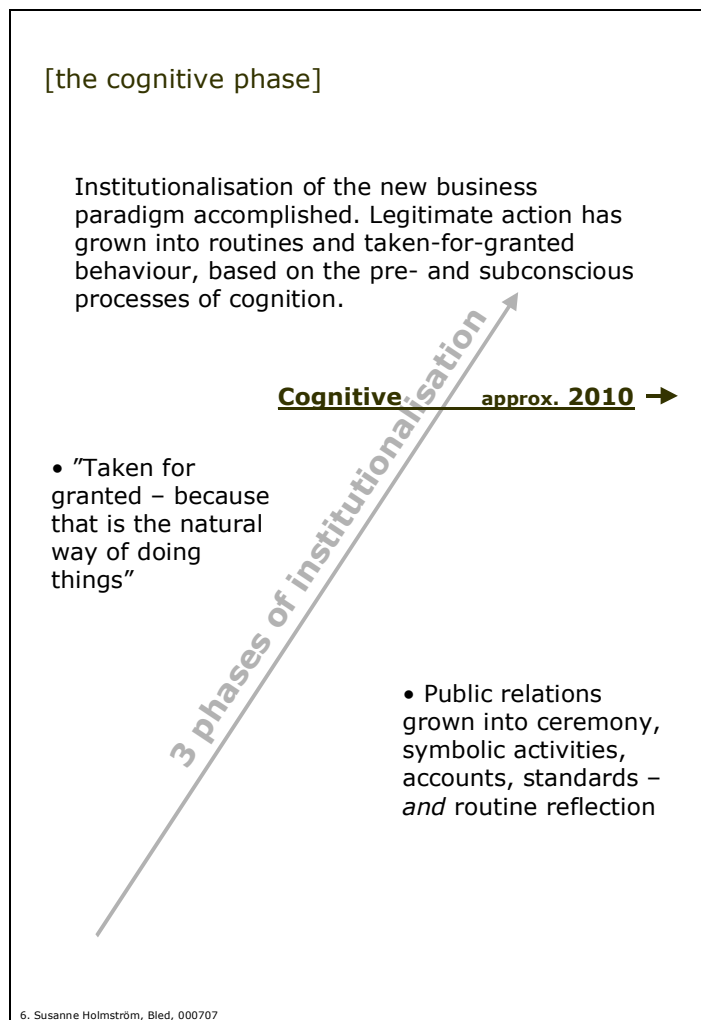 [the cognitive phase]
Institutionalisation of the new business
paradigm accomplished. Legitimate action has
grown into routines and taken-for-granted
behaviour, based on the pre- and subconscious
processes of cognition.
3 phases of institutionalisation
Cognitive approx. 2010
• ”Taken for
granted – because
that is the natural
way of doing
things”
• Public relations
grown into ceremony,
symbolic activities,
accounts, standards –
and routine reflection
6. Susanne Holmström, Bled, 000707